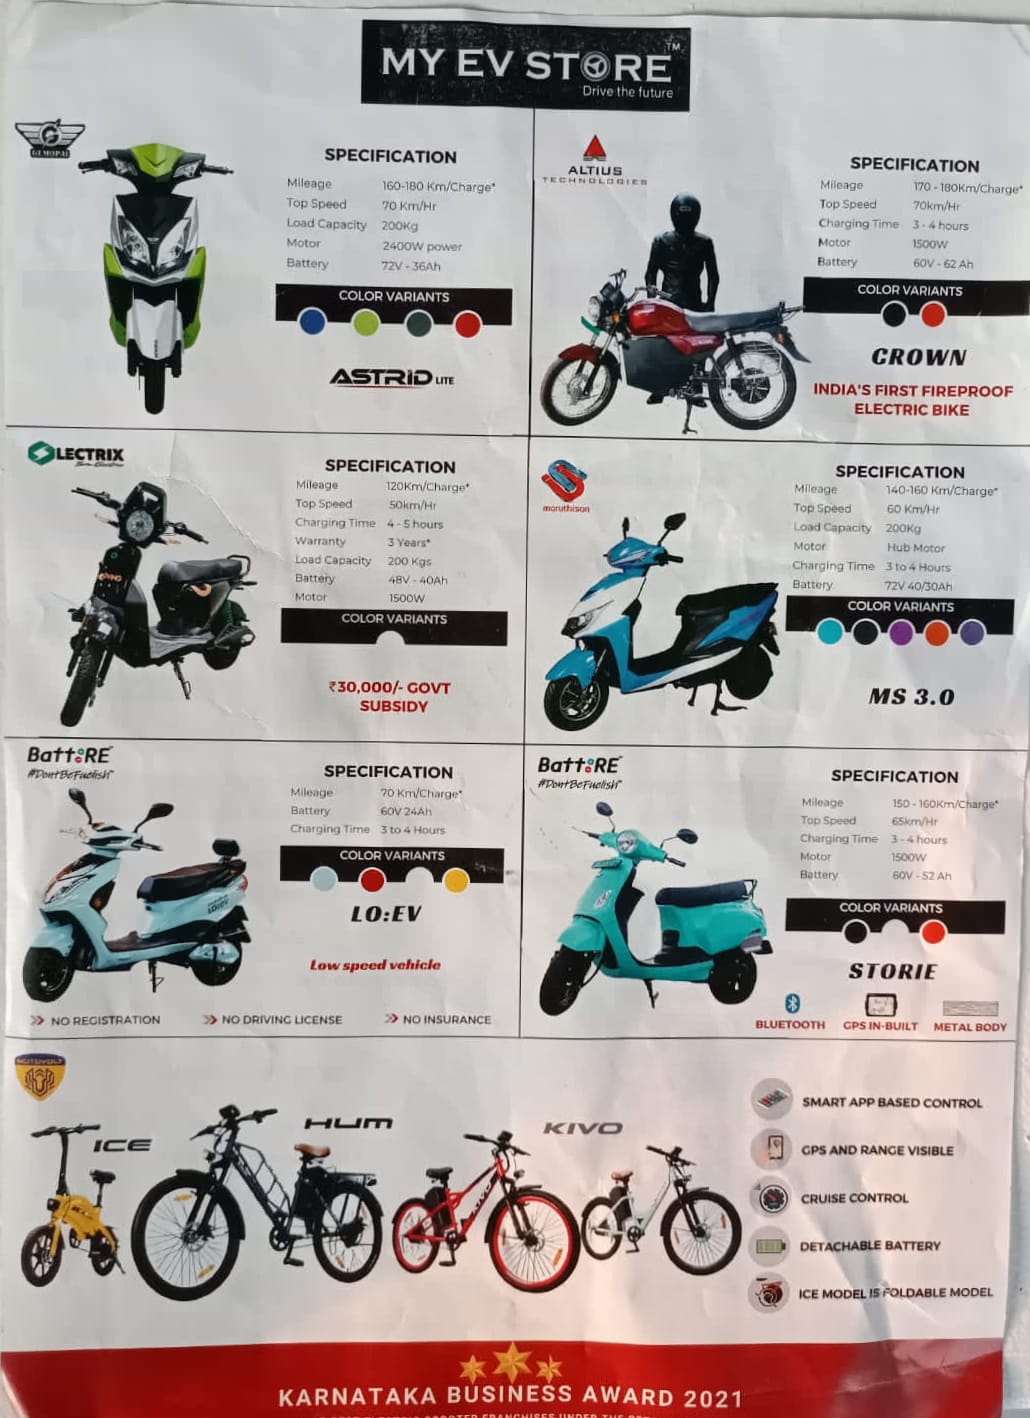 MY EV STORE TM
Drive the future
GEMOPAI
SPECIFICATION
Mileage 160-180 Km/Charge*
Top Speed 70 Km/Hr
Load Capacity 200Kg
Motor 2400W power
Battery 72V - 36Ah
COLOR VARIANTS
ASTRID LITE
ALTIUS
TECHNOLOGIES
SPECIFICATION
Mileage 170 - 180Km/Charge*
Top Speed 70km/Hr
Charging Time 3 - 4 hours
Motor 1500W
Battery 60V - 62 Ah
COLOR VARIANTS
CROWN
INDIA'S FIRST FIREPROOF
ELECTRIC BIKE
LECTRIX
SPECIFICATION
Mileage 120Km/Charge*
Top Speed 50km/Hr
Charging Time 4 - 5 hours
Warranty 3 Years*
Load Capacity 200 Kgs
Battery 48V - 40Ah
Motor 1500W
COLOR VARIANTS
₹30,000/- GOVT
SUBSIDY
maruthisan
SPECIFICATION
Mileage 140-160 Km/Charge*
Top Speed 60 Km/Hr
Load Capacity 200Kg
Motor Hub Motor
Charging Time 3 to 4 Hours
Battery 72V 40/30Ah
COLOR VARIANTS
MS 3.0
Batt:RE
#DontBeFuelish
SPECIFICATION
Mileage 70 Km/Charge*
Battery 60V 24Ah
Charging Time 3 to 4 Hours
COLOR VARIANTS
LO:EV
LO:EV
Low speed vehicle
NO REGISTRATION
NO DRIVING LICENSE
NO INSURANCE
Batt:RE
#DontBeFuelish
SPECIFICATION
Mileage 150 - 160Km/Charge*
Top Speed 65km/Hr
Charging Time 3 - 4 hours
Motor 1500W
Battery 60V - 52 Ah
COLOR VARIANTS
STORIE
BLUETOOTH
GPS IN-BUILT
METAL BODY
MOTOVOLT
ICE
HUM
KIVO
SMART APP BASED CONTROL
GPS AND RANGE VISIBLE
CRUISE CONTROL
DETACHABLE BATTERY
ICE MODEL IS FOLDABLE MODEL
KARNATAKA BUSINESS AWARD 2021